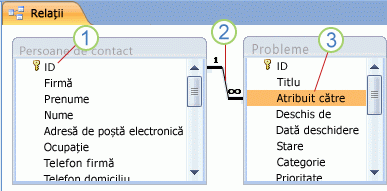 Relații
1
2
3
Persoane de contact
ID
Firmă
Prenume
Nume
Adresă de poștă electronică
Ocupație
Telefon firmă
Telefon domiciliu
1
∞
Probleme
ID
Titlu
Atribuit către
Deschis de
Dată deschidere
Stare
Categorie
Prioritate